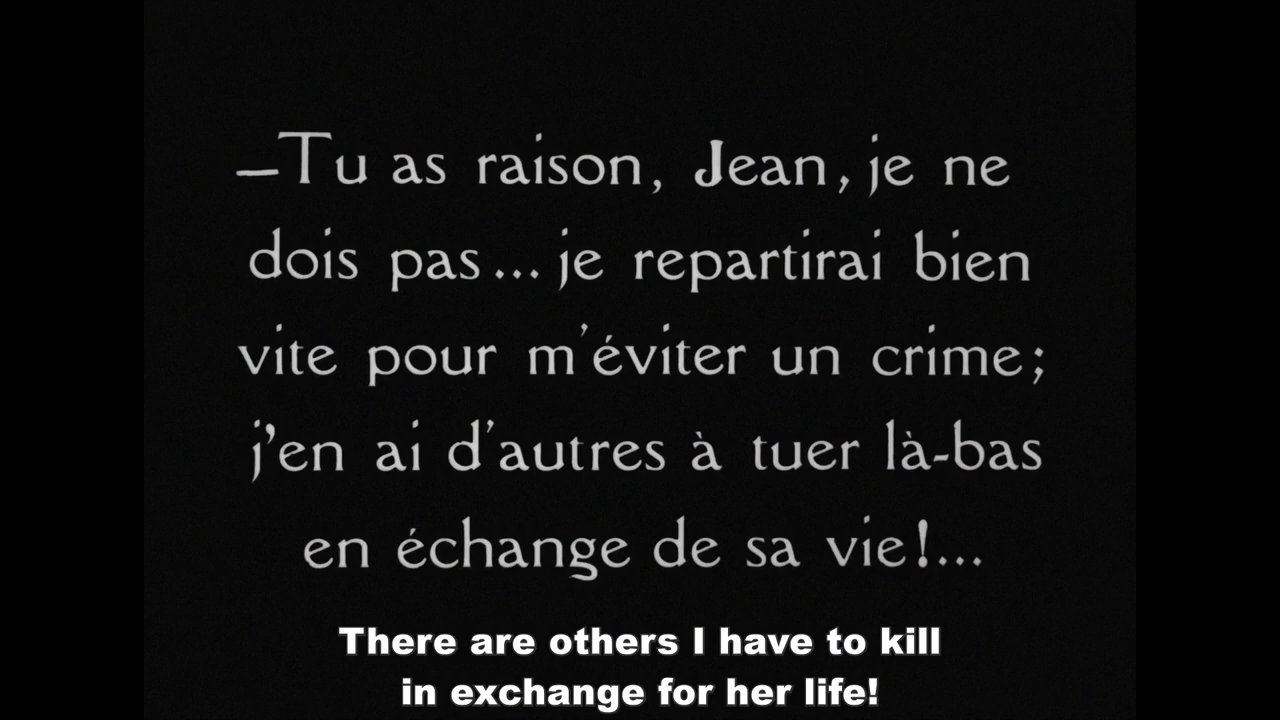 –Tu as raison, Jean, je ne
dois pas... je repartirai bien
vite pour m'éviter un crime;
j'en ai d'autres à tuer là-bas
en échange de sa vie!...
There are others I have to kill
in exchange for her life!